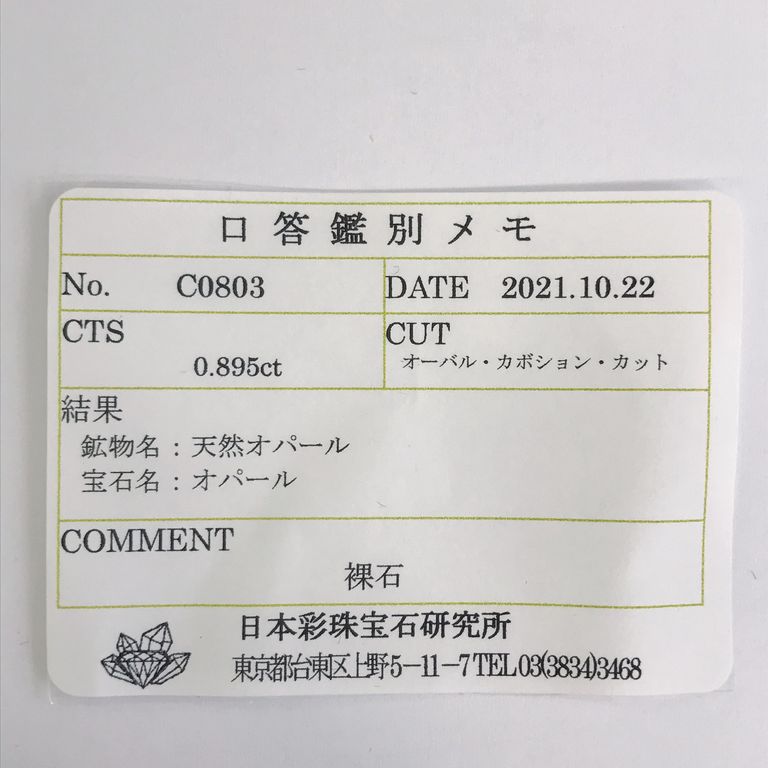 口答鑑別メモ
No. C0803
DATE 2021.10.22
CTS
0.895ct
CUT
オーバル・カボション・カット
結果
鉱物名：天然オパール
宝石名：オパール
COMMENT
裸石
日本彩珠宝石研究所
東京都台東区上野5－11－7 TEL 03(3834)3468